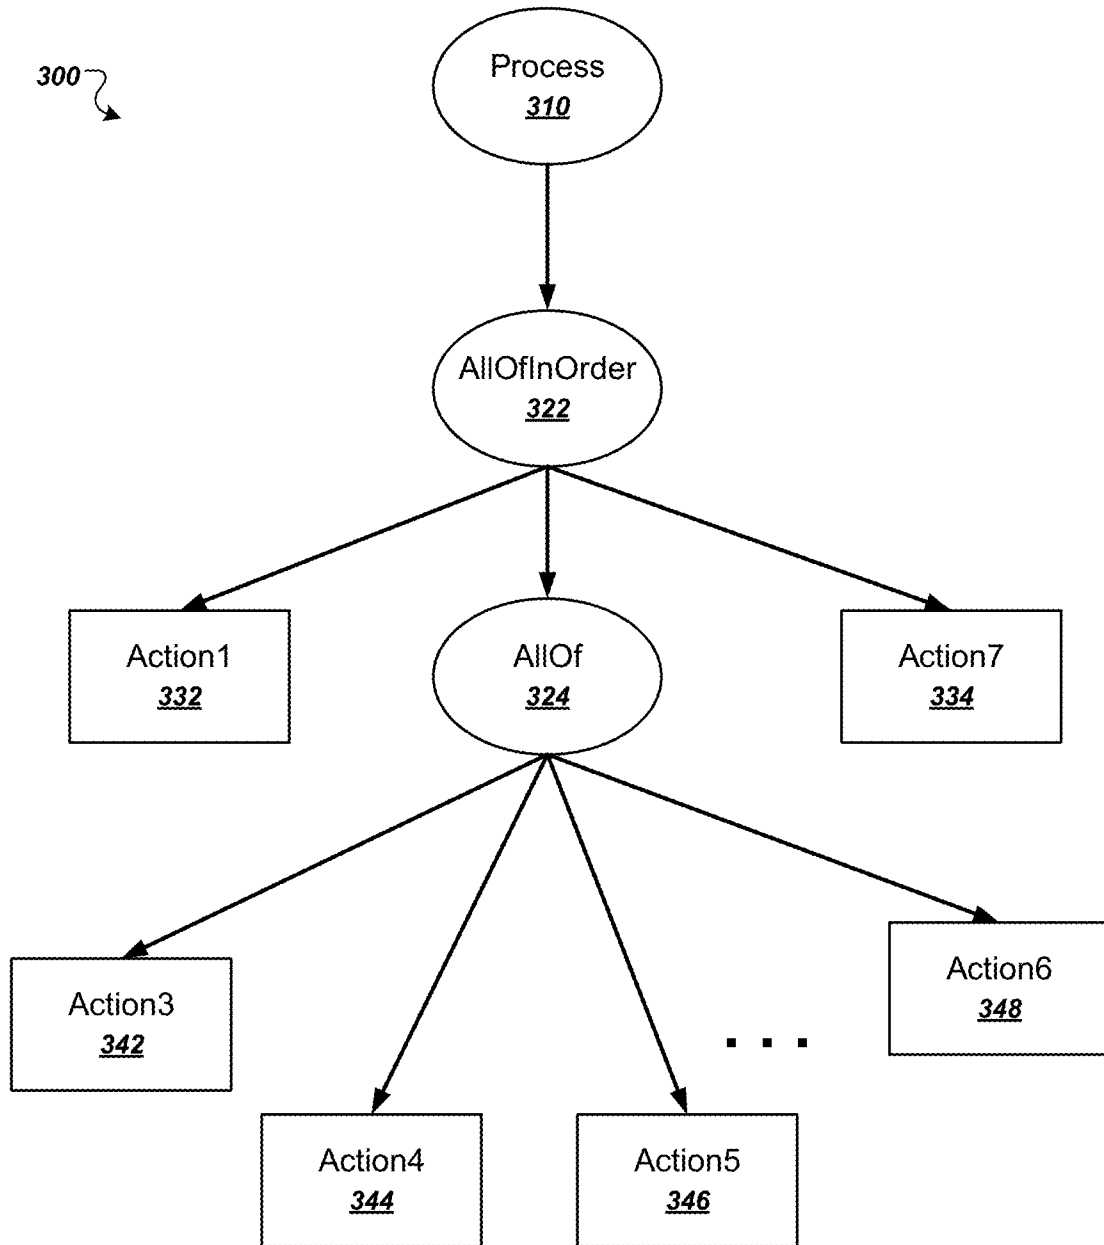 Process
310
300
AllOfInOrder
322
Action1
332
AllOf
324
Action7
334
Action3
342
Action6
348
. . .
Action4
344
Action5
346